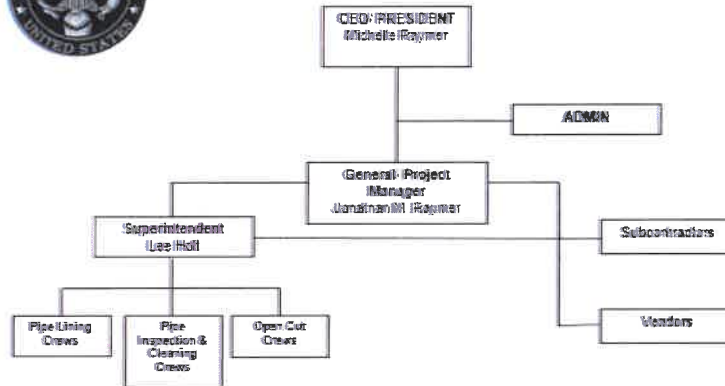 UNITED STATES
CEO/PRESIDENT
Michelle Raymer
ADMIN
General/Project
Manager
Jonathan M Raymer
Superintendent
Lee Holt
Subcontractors
Pipe Lining
Crews
Pipe
Inspection &
Cleaning
Crews
Open Cut
Crews
Vendors